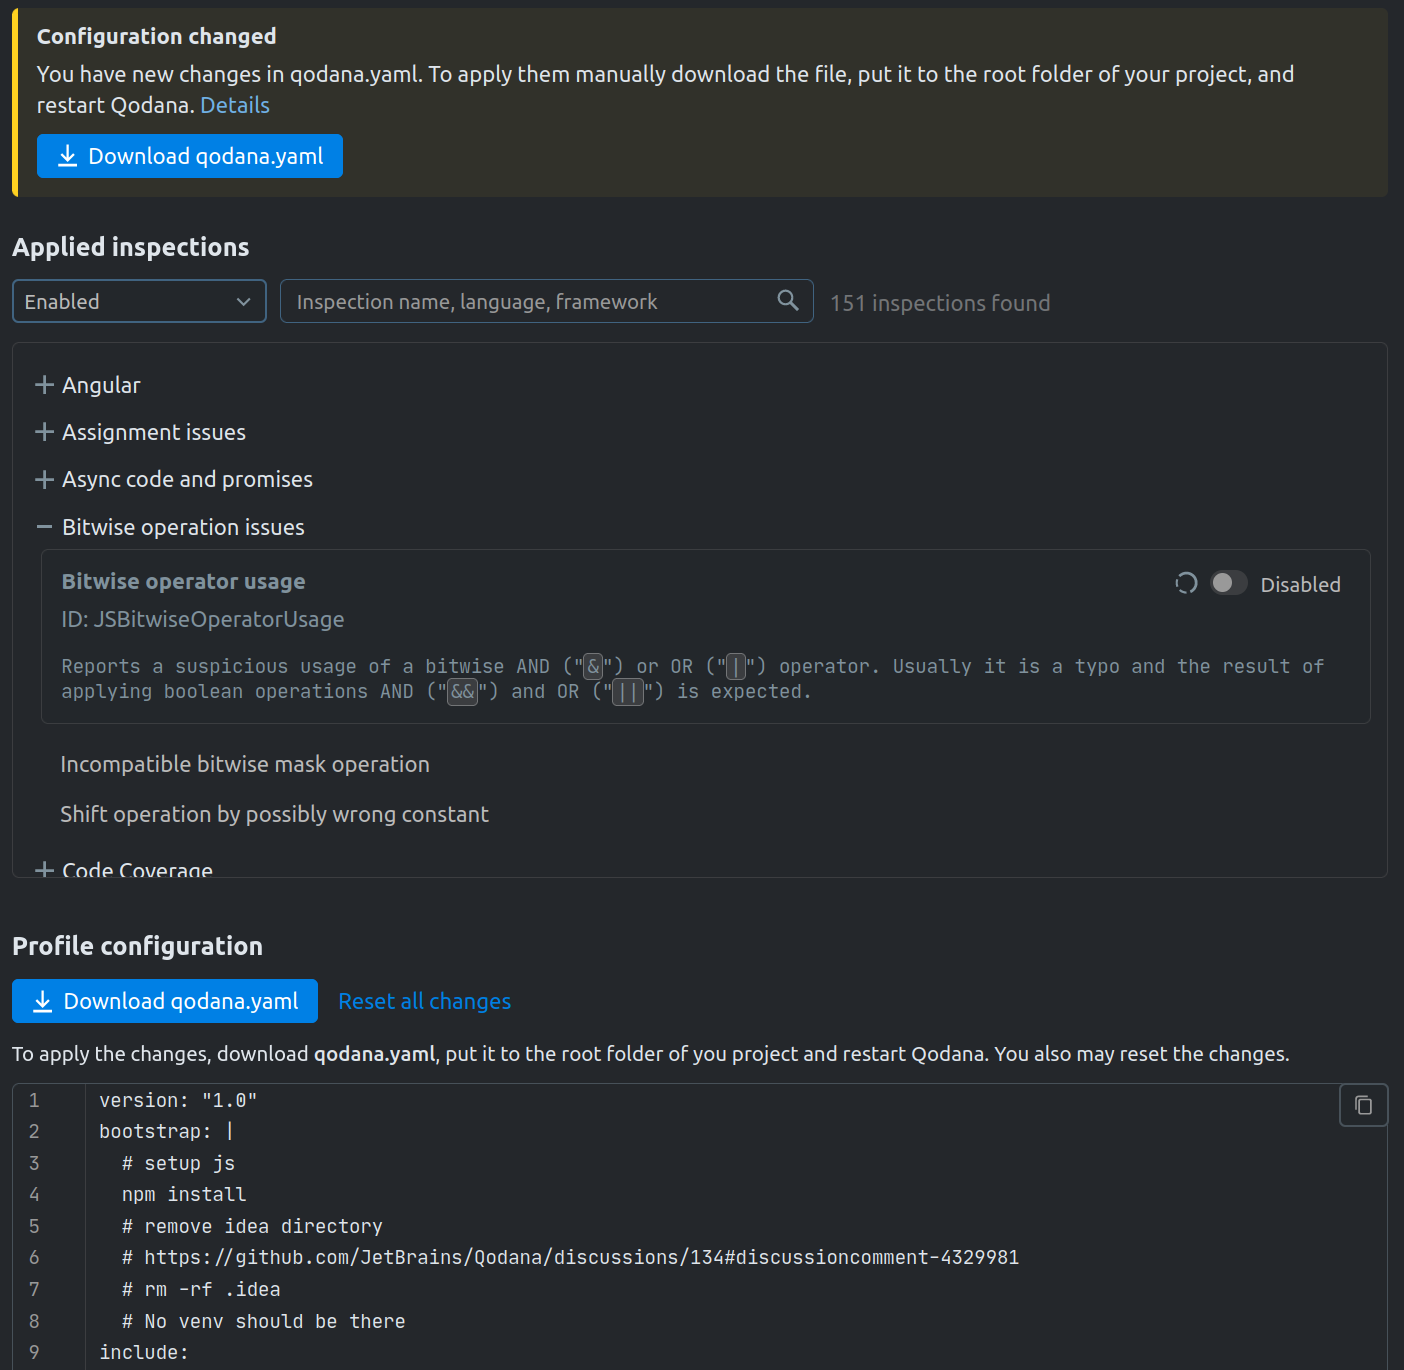 Configuration changed
You have new changes in qodana.yaml. To apply them manually download the file, put it to the root folder of your project, and
restart Qodana. Details
Download qodana.yaml
Applied inspections
Enabled
Inspection name, language, framework
151 inspections found
Angular
Assignment issues
Async code and promises
Bitwise operation issues
Bitwise operator usage
Disabled
ID: JSBitwiseOperatorUsage
Reports a suspicious usage of a bitwise AND ("&") or OR ("|") operator. Usually it is a typo and the result of
applying boolean operations AND ("&&") and OR ("||") is expected.
Incompatible bitwise mask operation
Shift operation by possibly wrong constant
Code Coverage
Profile configuration
Download qodana.yaml
Reset all changes
To apply the changes, download qodana.yaml, put it to the root folder of you project and restart Qodana. You also may reset the changes.
1 version: "1.0"
2 bootstrap: |
3 # setup js
4 npm install
5 # remove idea directory
6 # https://github.com/JetBrains/Qodana/discussions/134#discussioncomment-4329981
7 # rm -rf .idea
8 # No venv should be there
9 include: